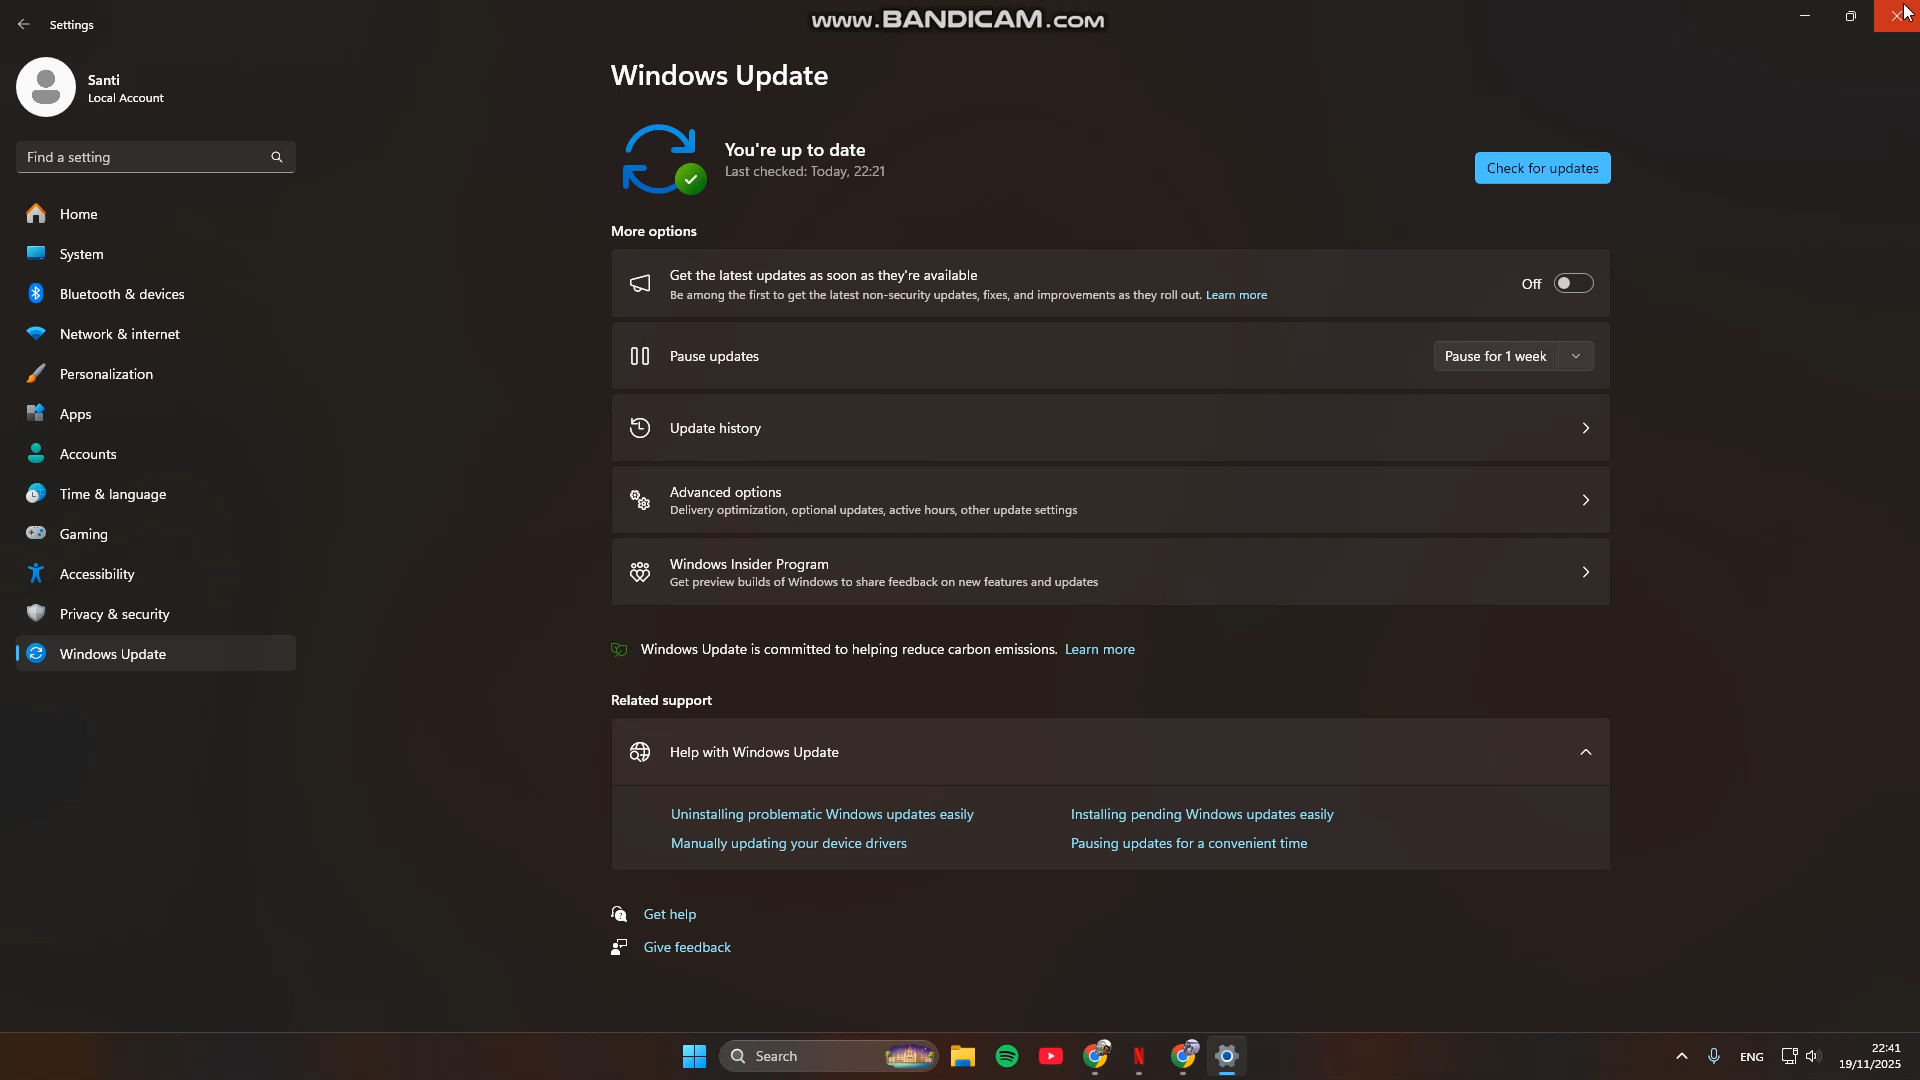 Settings
www.BANDICAM.com
Santi
Local Account
Find a setting
Home
System
Bluetooth & devices
Network & internet
Personalization
Apps
Accounts
Time & language
Gaming
Accessibility
Privacy & security
Windows Update
Windows Update
You're up to date
Last checked: Today, 22:21
Check for updates
More options
Get the latest updates as soon as they're available
Be among the first to get the latest non-security updates, fixes, and improvements as they roll out. Learn more
Off
Pause updates
Pause for 1 week
Update history
Advanced options
Delivery optimization, optional updates, active hours, other update settings
Windows Insider Program
Get preview builds of Windows to share feedback on new features and updates
Windows Update is committed to helping reduce carbon emissions. Learn more
Related support
Help with Windows Update
Uninstalling problematic Windows updates easily
Installing pending Windows updates easily
Manually updating your device drivers
Pausing updates for a convenient time
Get help
Give feedback
Search
N
ENG
22:41
19/11/2025